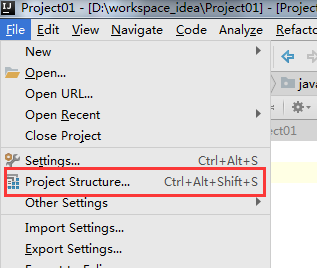 Project01 - [D:\workspace_idea\Project01] - [Projec
File Edit View Navigate Code Analyze Refacto
New
Open...
java
Open URL...
Open Recent
Close Project
ct01
Settings... Ctrl+Alt+S
Project Structure... Ctrl+Alt+Shift+S
Other Settings
Import Settings...
Export Settings...